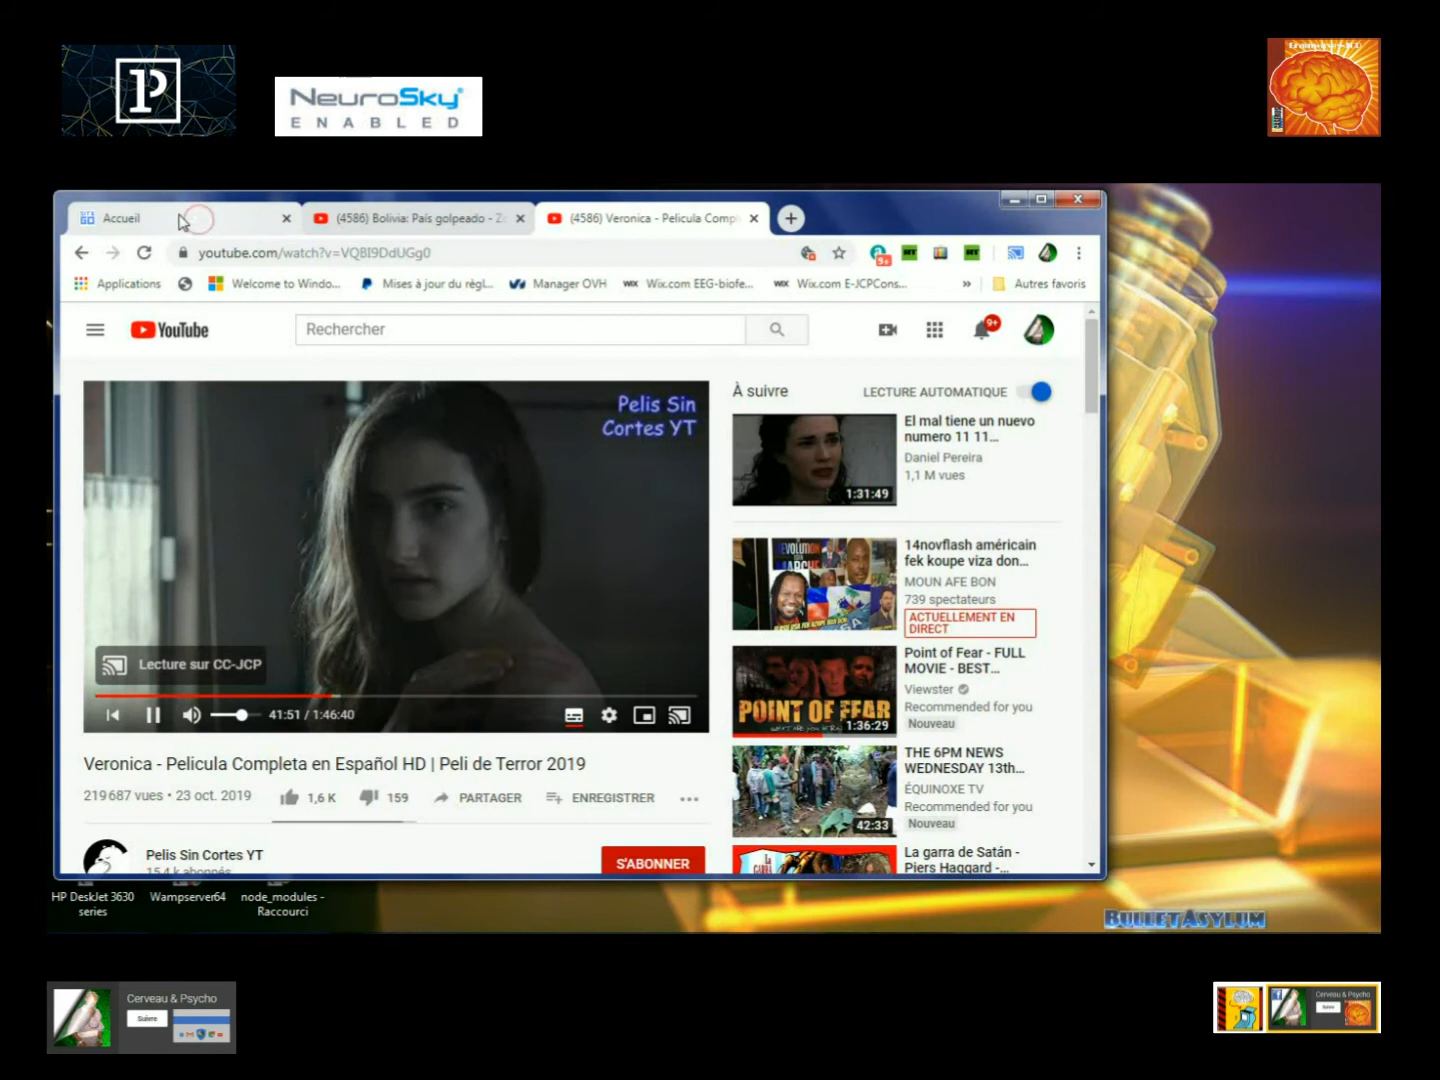 P
NeuroSky
ENABLED
Accueil
(4586) Bolivia: País golpeado - Z
(4586) Veronica - Pelicula Comp
youtube.com/watch?v=VQBI9DdUGg0
9+
Applications
Welcome to Windo...
Mises à jour du règl...
Manager OVH
WIX
Wix.com EEG-biofe...
WIX
Wix.com E-JCPCons...
»
Autres favoris
YouTube
Rechercher
9+
Pelis Sin
Cortes YT
Lecture sur CC-JCP
41:51 / 1:46:40
Veronica - Pelicula Completa en Español HD | Peli de Terror 2019
219 687 vues • 23 oct. 2019
1,6 K
159
PARTAGER
ENREGISTRER
Pelis Sin Cortes YT
15,4 k abonnés
S'ABONNER
À suivre
LECTURE AUTOMATIQUE
1:31:49
El mal tiene un nuevo
numero 11 11...
Daniel Pereira
1,1 M vues
14novflash américain
fek koupe viza don...
MOUN AFE BON
739 spectateurs
ACTUELLEMENT EN
DIRECT
POINT OF FEAR
1:36:29
Point of Fear - FULL
MOVIE - BEST...
Viewster
Recommended for you
Nouveau
42:33
THE 6PM NEWS
WEDNESDAY 13th...
ÉQUINOXE TV
Recommended for you
Nouveau
La garra de Satán -
Piers Haggard -...
HP DeskJet 3630
series
Wampserver64
node_modules -
Raccourci
BULLETASYLUM
Cerveau & Psycho
Suivre
Cerveau & Psycho